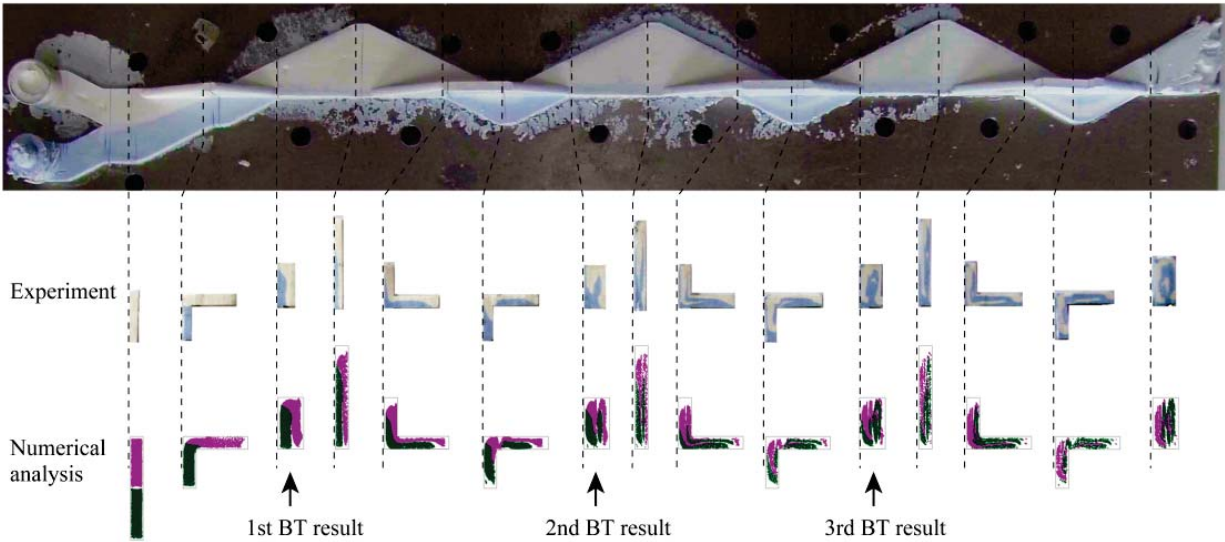 Experiment
Numerical
analysis
1st BT result
2nd BT result
3rd BT result